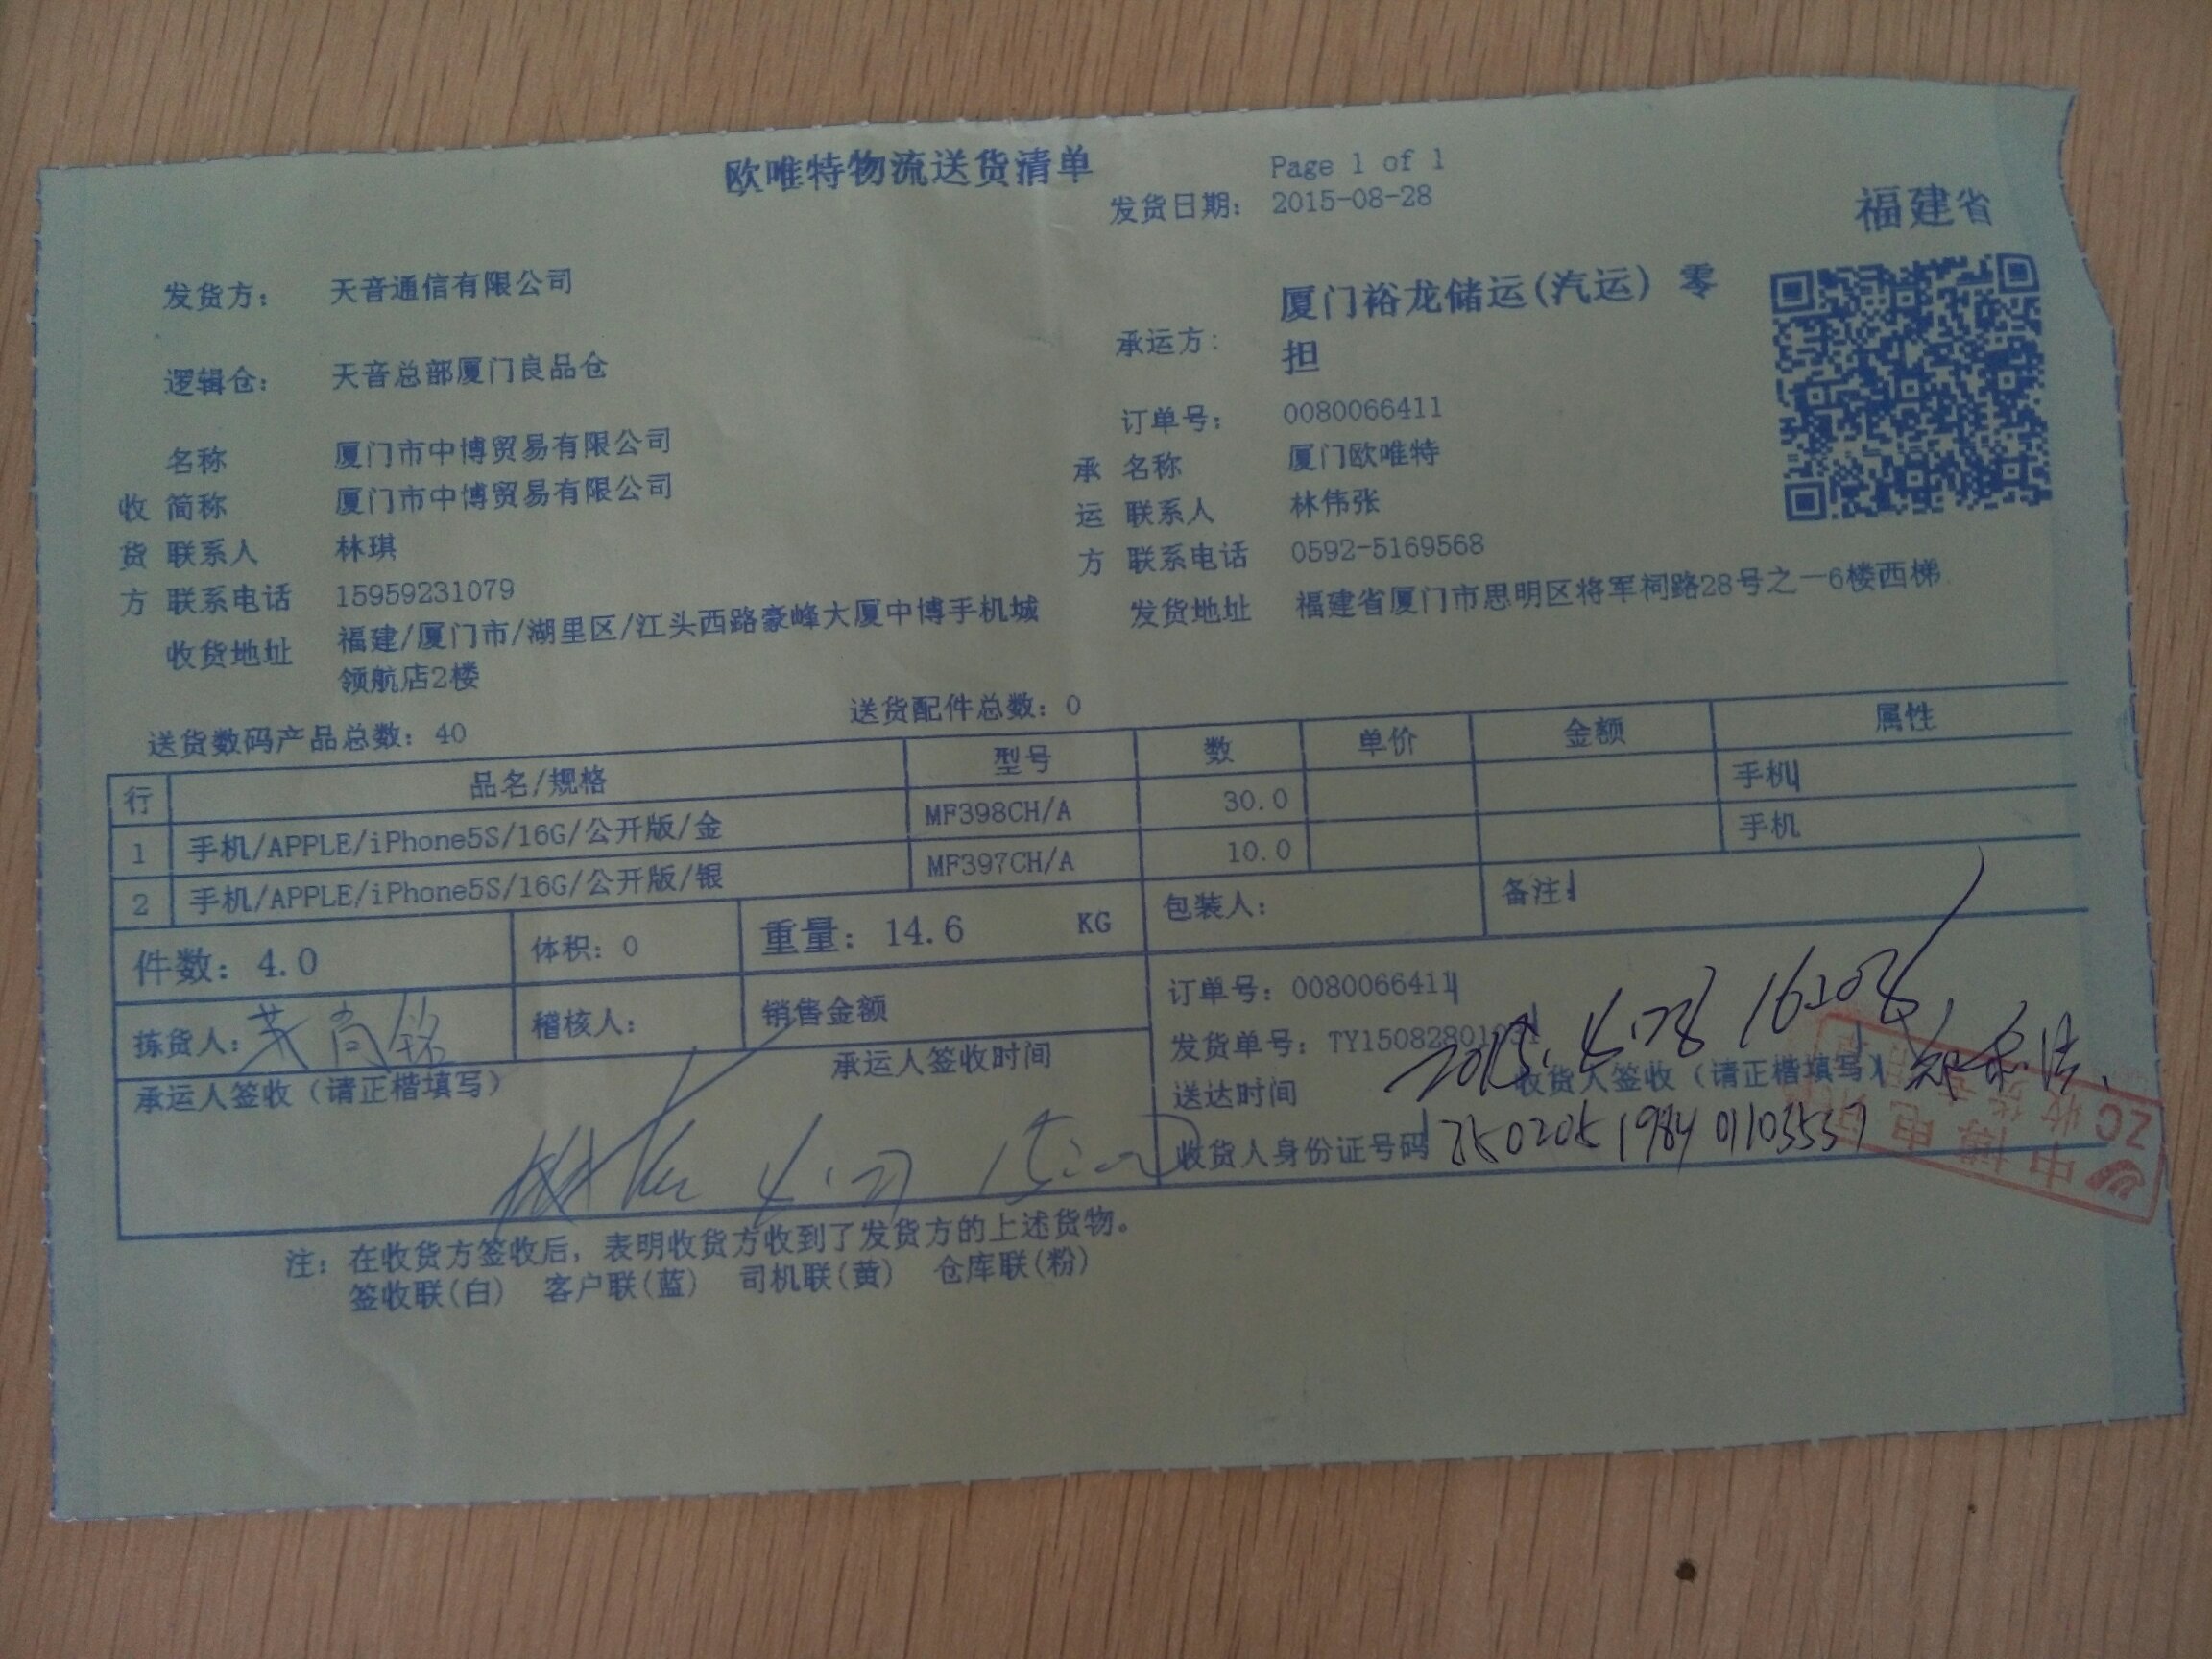 欧唯特物流送货清单
Page 1 of 1
发货日期: 2015-08-28
福建省
发货方: 天音通信有限公司
承运方: 厦门裕龙储运(汽运) 零
担
逻辑仓: 天音总部厦门良品仓
订单号: 0080066411
名称 厦门市中博贸易有限公司
承 名称 厦门欧唯特
收 简称 厦门市中博贸易有限公司
运 联系人 林伟张
货 联系人 林琪
方 联系电话 0592-5169568
方 联系电话 15959231079
发货地址 福建省厦门市思明区将军祠路28号之一6楼西梯
收货地址 福建/厦门市/湖里区/江头西路豪峰大厦中博手机城
领航店2楼
送货数码产品总数: 40 送货配件总数: 0
行 品名/规格 型号 数 单价 金额 属性
1 手机/APPLE/iPhone5S/16G/公开版/金 MF398CH/A 30.0 手机
2 手机/APPLE/iPhone5S/16G/公开版/银 MF397CH/A 10.0 手机
件数: 4.0 体积: 0 重量: 14.6 KG 包装人: 备注:
拣货人: 稽核人: 销售金额
订单号: 0080066411
发货单号:
承运人签收（请正楷填写） 承运人签收时间
送达时间 收货人签收（请正楷填写）
收货人身份证号码
中博电
ZC收货
注: 在收货方签收后, 表明收货方收到了发货方的上述货物。
签收联(白) 客户联(蓝) 司机联(黄) 仓库联(粉)